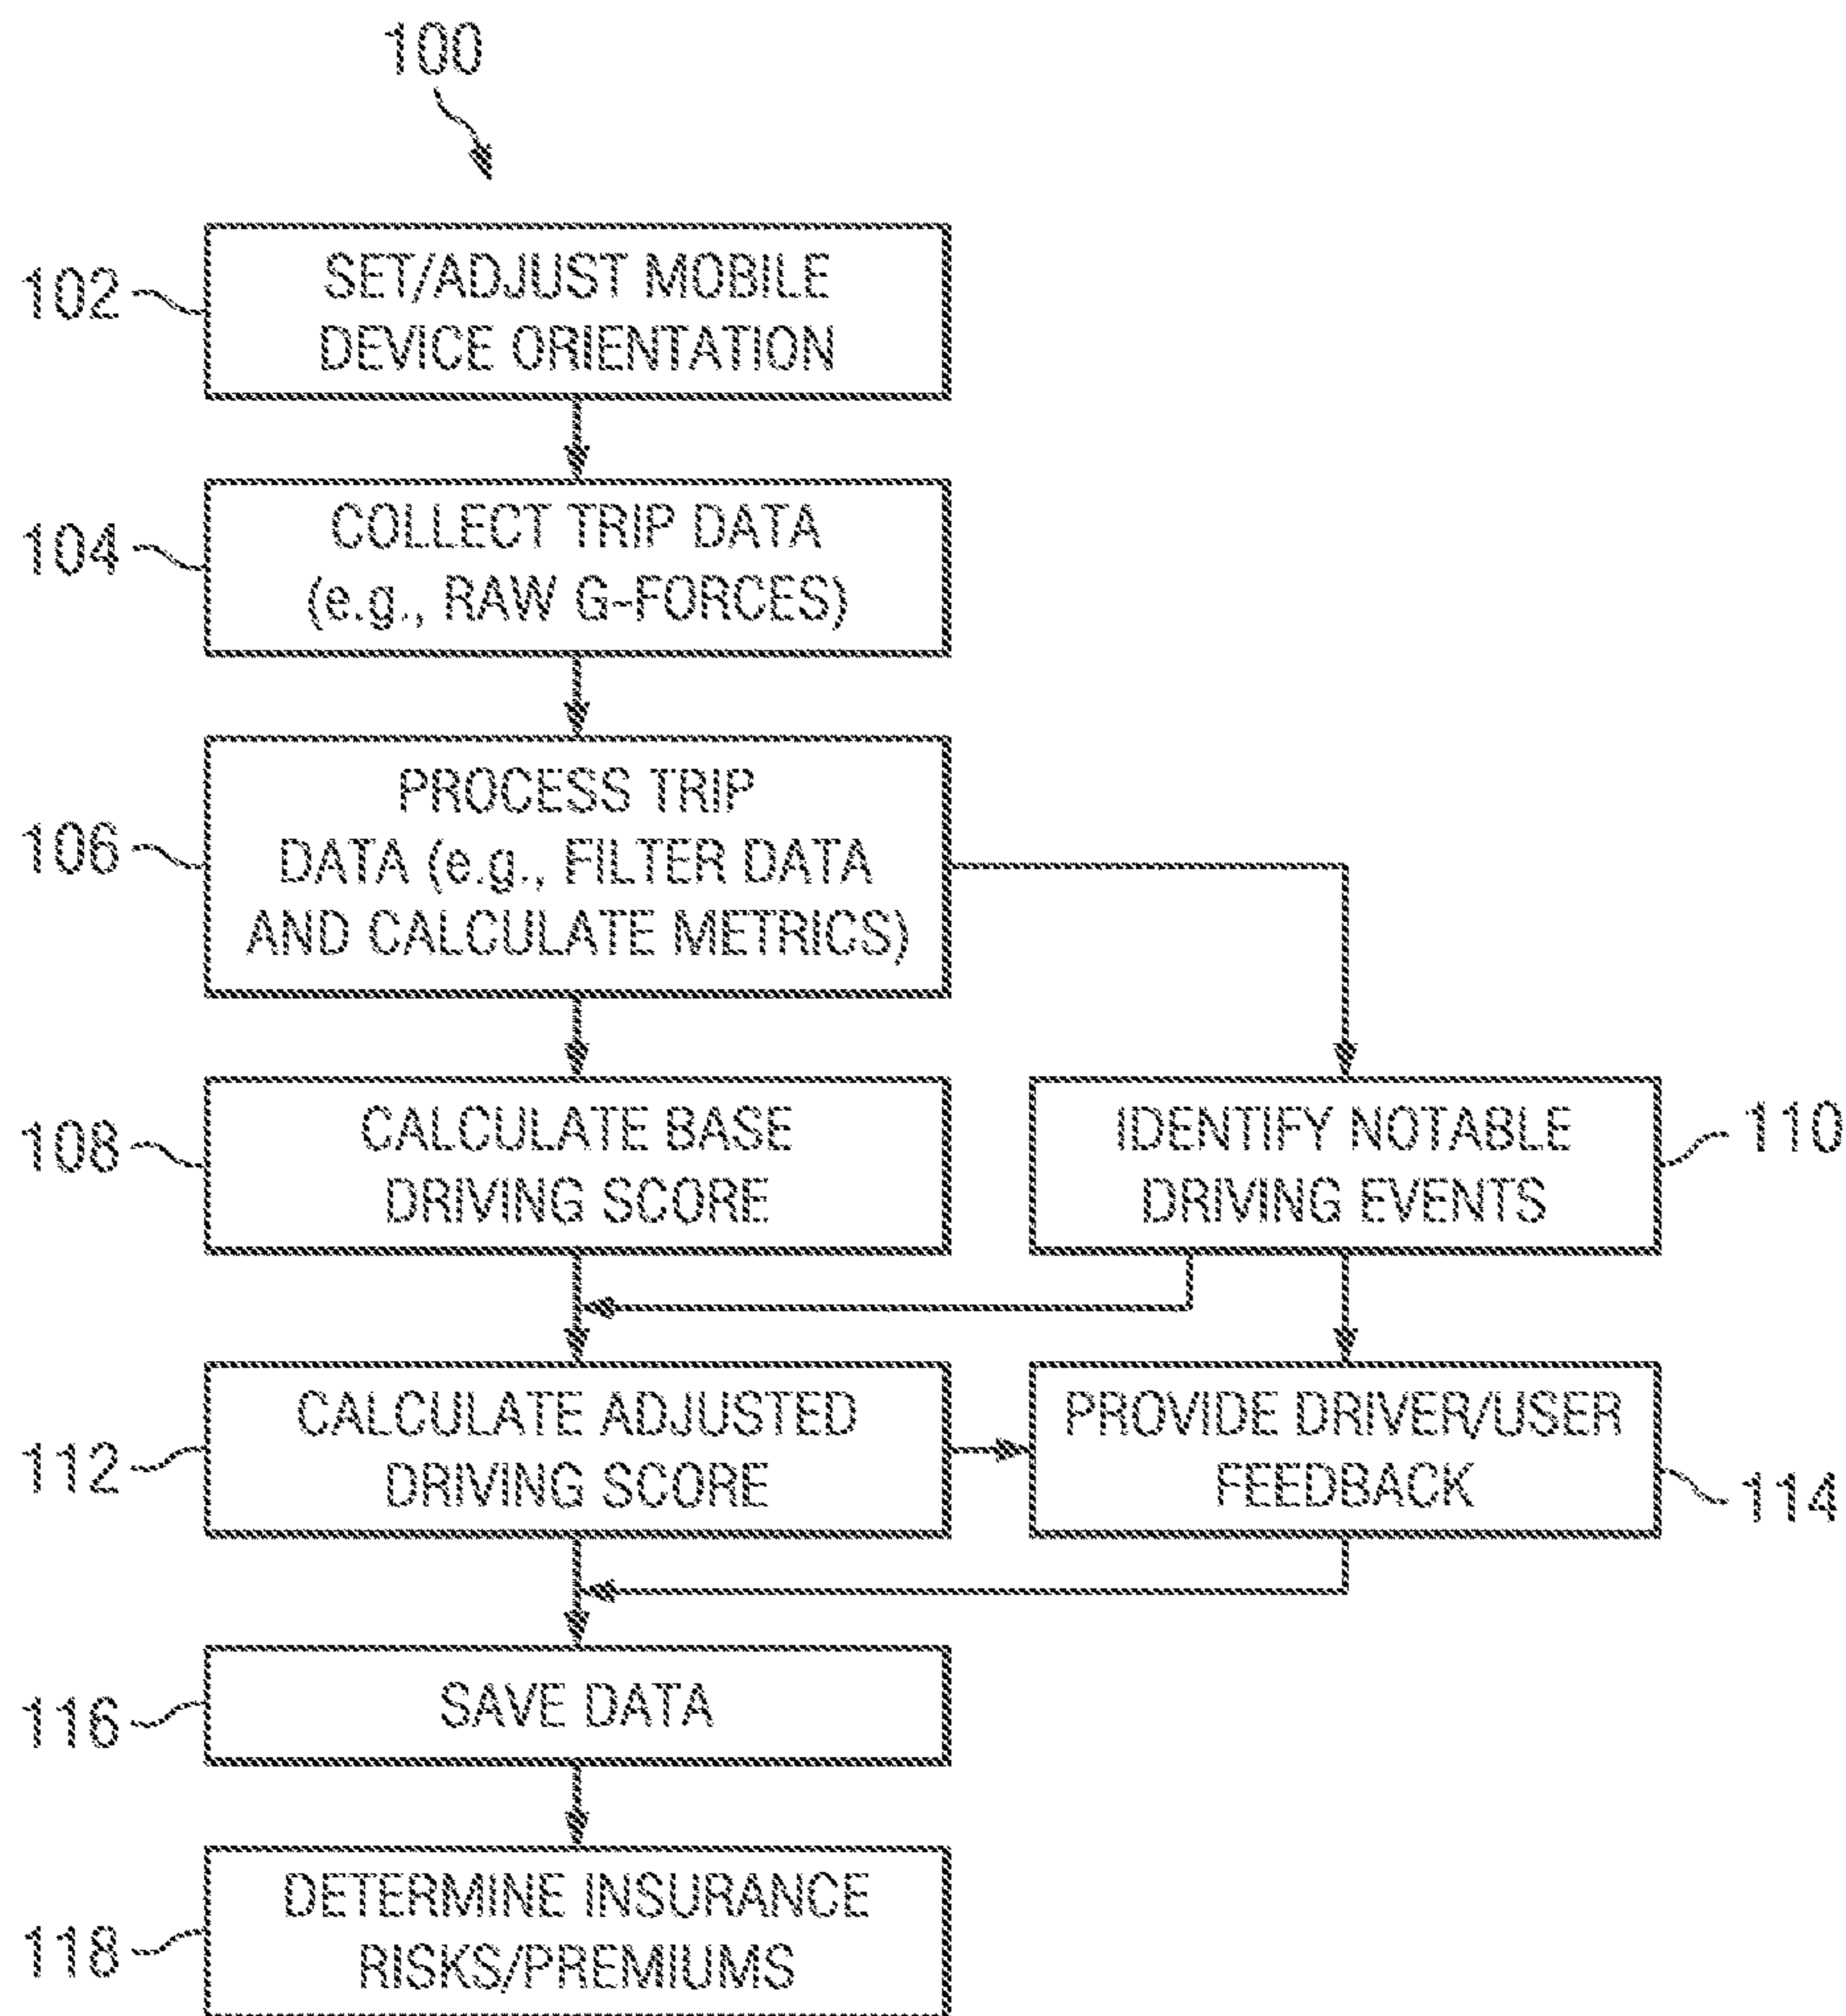 100
102
SET/ADJUST MOBILE
DEVICE ORIENTATION
104
COLLECT TRIP DATA
(e.g., RAW G-FORCES)
106
PROCESS TRIP
DATA (e.g., FILTER DATA
AND CALCULATE METRICS)
108
CALCULATE BASE
DRIVING SCORE
IDENTIFY NOTABLE
DRIVING EVENTS
110
112
CALCULATE ADJUSTED
DRIVING SCORE
PROVIDE DRIVER/USER
FEEDBACK
114
116
SAVE DATA
118
DETERMINE INSURANCE
RISKS/PREMIUMS